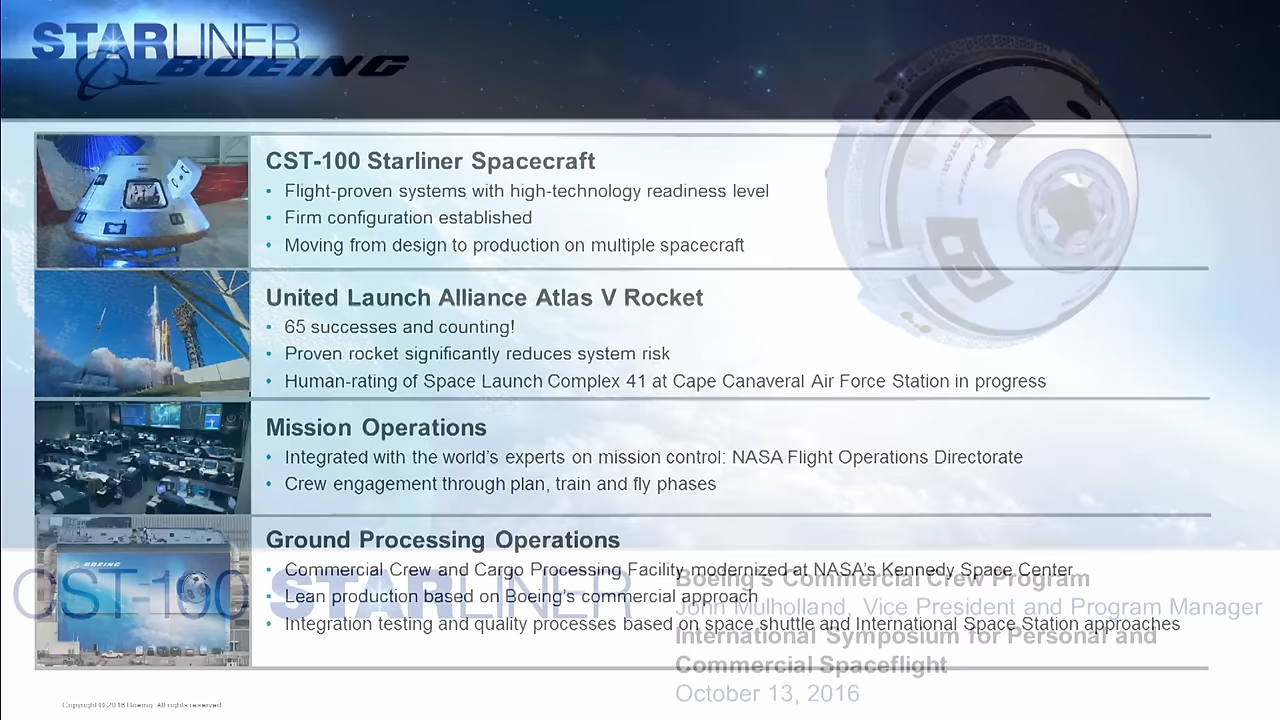 STARLINER
BOEING
CST-100 Starliner Spacecraft
• Flight-proven systems with high-technology readiness level
• Firm configuration established
• Moving from design to production on multiple spacecraft
United Launch Alliance Atlas V Rocket
• 65 successes and counting!
• Proven rocket significantly reduces system risk
• Human-rating of Space Launch Complex 41 at Cape Canaveral Air Force Station in progress
Mission Operations
• Integrated with the world's experts on mission control: NASA Flight Operations Directorate
• Crew engagement through plan, train and fly phases
Ground Processing Operations
• Commercial Crew and Cargo Processing Facility modernized at NASA's Kennedy Space Center
• Lean production based on Boeing's commercial approach
• Integration testing and quality processes based on space shuttle and International Space Station approaches
BOEING
CST-100 STARLINER
Boeing's Commercial Crew Program
John Mulholland, Vice President and Program Manager
International Symposium for Personal and
Commercial Spaceflight
October 13, 2016
Copyright © 2016 Boeing. All rights reserved.